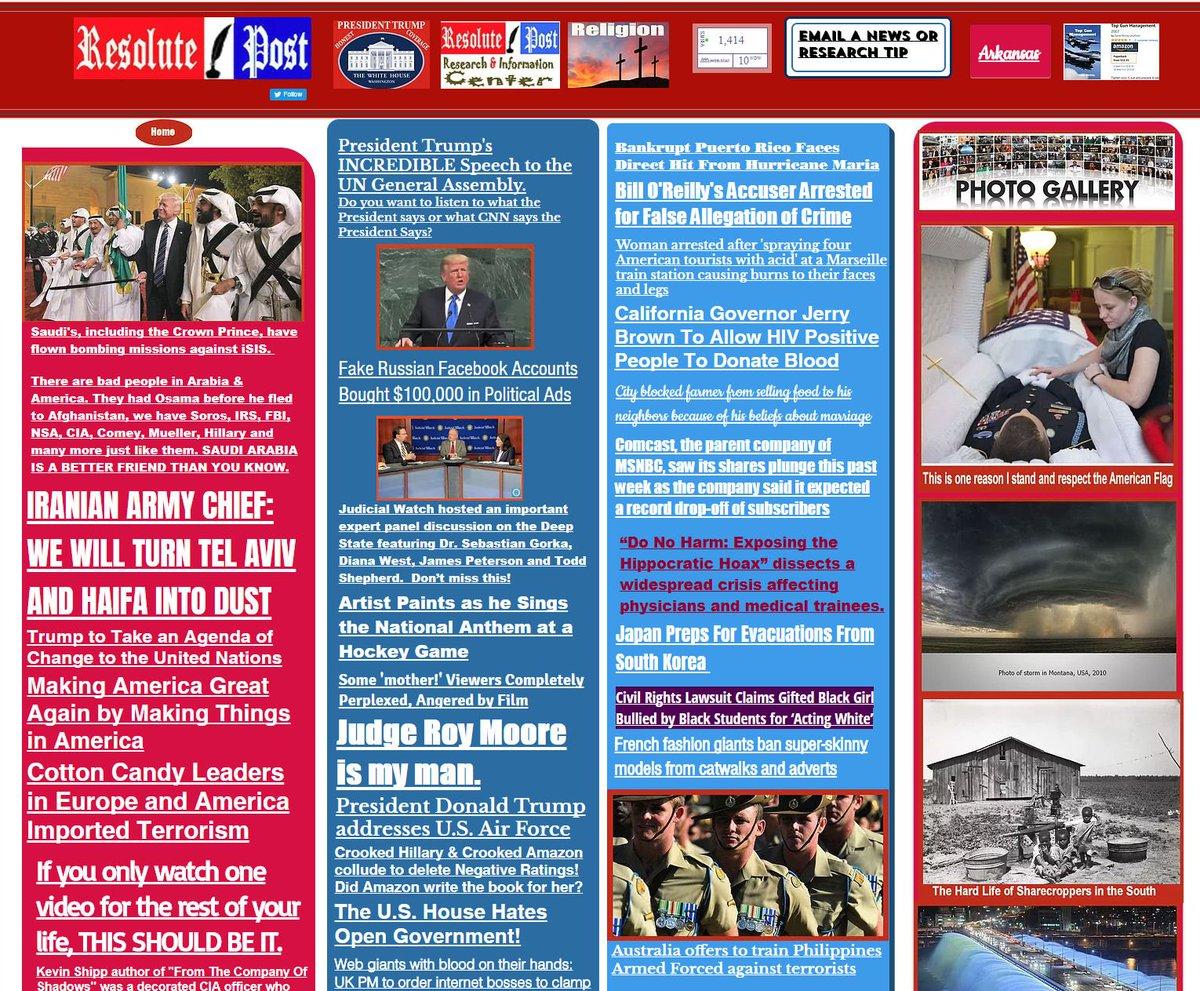 Resolute Post
Follow
PRESIDENT TRUMP
HONEST COVERAGE
THE WHITE HOUSE
WASHINGTON
Resolute Post
Research & Information
Center
Religion
1,414
10
EMAIL A NEWS OR
RESEARCH TIP
Arkansas
Top Gun Management
amazon
Home
Saudi's, including the Crown Prince, have
flown bombing missions against iSIS.
There are bad people in Arabia &
America. They had Osama before he fled
to Afghanistan, we have Soros, IRS, FBI,
NSA, CIA, Comey, Mueller, Hillary and
many more just like them. SAUDI ARABIA
IS A BETTER FRIEND THAN YOU KNOW.
IRANIAN ARMY CHIEF:
WE WILL TURN TEL AVIV
AND HAIFA INTO DUST
Trump to Take an Agenda of
Change to the United Nations
Making America Great
Again by Making Things
in America
Cotton Candy Leaders
in Europe and America
Imported Terrorism
If you only watch one
video for the rest of your
life, THIS SHOULD BE IT.
Kevin Shipp author of "From The Company Of
Shadows" was a decorated CIA officer who
President Trump's
INCREDIBLE Speech to the
UN General Assembly.
Do you want to listen to what the
President says or what CNN says the
President Says?
Fake Russian Facebook Accounts
Bought $100,000 in Political Ads
Judicial Watch hosted an important
expert panel discussion on the Deep
State featuring Dr. Sebastian Gorka,
Diana West, James Peterson and Todd
Shepherd.  Don't miss this!
Artist Paints as he Sings
the National Anthem at a
Hockey Game
Some 'mother!' Viewers Completely
Perplexed, Angered by Film
Judge Roy Moore
is my man.
President Donald Trump
addresses U.S. Air Force
Crooked Hillary & Crooked Amazon
collude to delete Negative Ratings!
Did Amazon write the book for her?
The U.S. House Hates
Open Government!
Web giants with blood on their hands:
UK PM to order internet bosses to clamp
Bankrupt Puerto Rico Faces
Direct Hit From Hurricane Maria
Bill O'Reilly's Accuser Arrested
for False Allegation of Crime
Woman arrested after 'spraying four
American tourists with acid' at a Marseille
train station causing burns to their faces
and legs
California Governor Jerry
Brown To Allow HIV Positive
People To Donate Blood
City blocked farmer from selling food to his
neighbors because of his beliefs about marriage
Comcast, the parent company of
MSNBC, saw its shares plunge this past
week as the company said it expected
a record drop-off of subscribers
“Do No Harm: Exposing the
Hippocratic Hoax” dissects a
widespread crisis affecting
physicians and medical trainees.
Japan Preps For Evacuations From
South Korea
Civil Rights Lawsuit Claims Gifted Black Girl
Bullied by Black Students for ‘Acting White’
French fashion giants ban super-skinny
models from catwalks and adverts
Australia offers to train Philippines
Armed Forced against terrorists
PHOTO GALLERY
This is one reason I stand and respect the American Flag
Photo of storm in Montana, USA, 2010
The Hard Life of Sharecroppers in the South